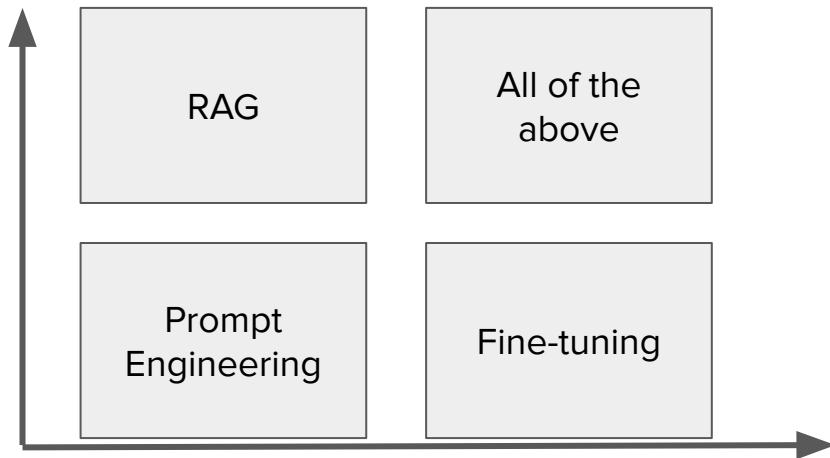 RAG
All of the
above
Prompt
Engineering
Fine-tuning